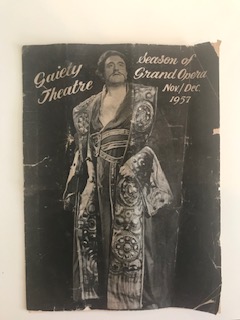 Gaiety
Theatre
Season of
Grand Opera
Nov./Dec.
1957